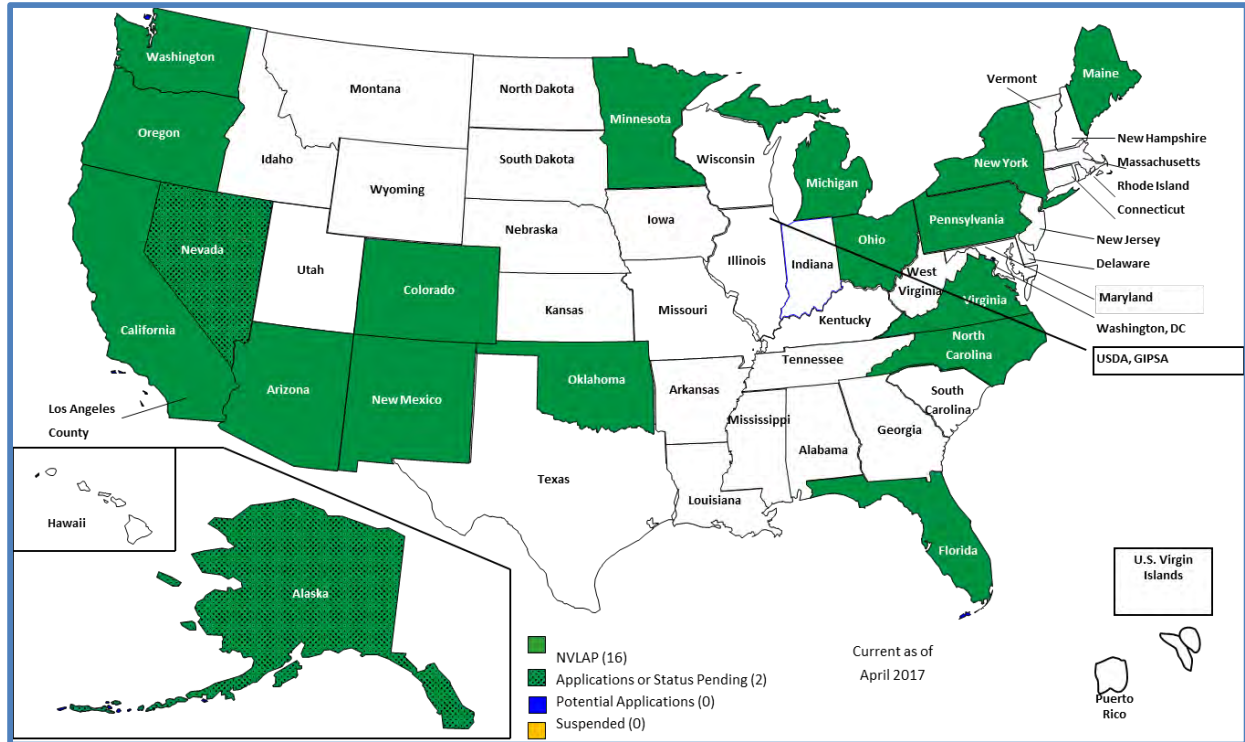 Washington
Montana
North Dakota
Minnesota
Vermont
Maine
Oregon
Idaho
South Dakota
Wisconsin
Michigan
New York
New Hampshire
Massachusetts
Rhode Island
Connecticut
Wyoming
Nebraska
Iowa
Pennsylvania
New Jersey
Nevada
Utah
Colorado
Illinois
Indiana
Ohio
West
Virginia
Virginia
Delaware
Maryland
Washington, DC
California
Kansas
Missouri
Kentucky
North
Carolina
USDA, GIPSA
Tennessee
Arizona
New Mexico
Oklahoma
Arkansas
South
Carolina
Los Angeles
County
Mississippi
Alabama
Georgia
Texas
Louisiana
Hawaii
Florida
Alaska
U.S. Virgin
Islands
Puerto
Rico
NVLAP (16)
Applications or Status Pending (2)
Potential Applications (0)
Suspended (0)
Current as of
April 2017